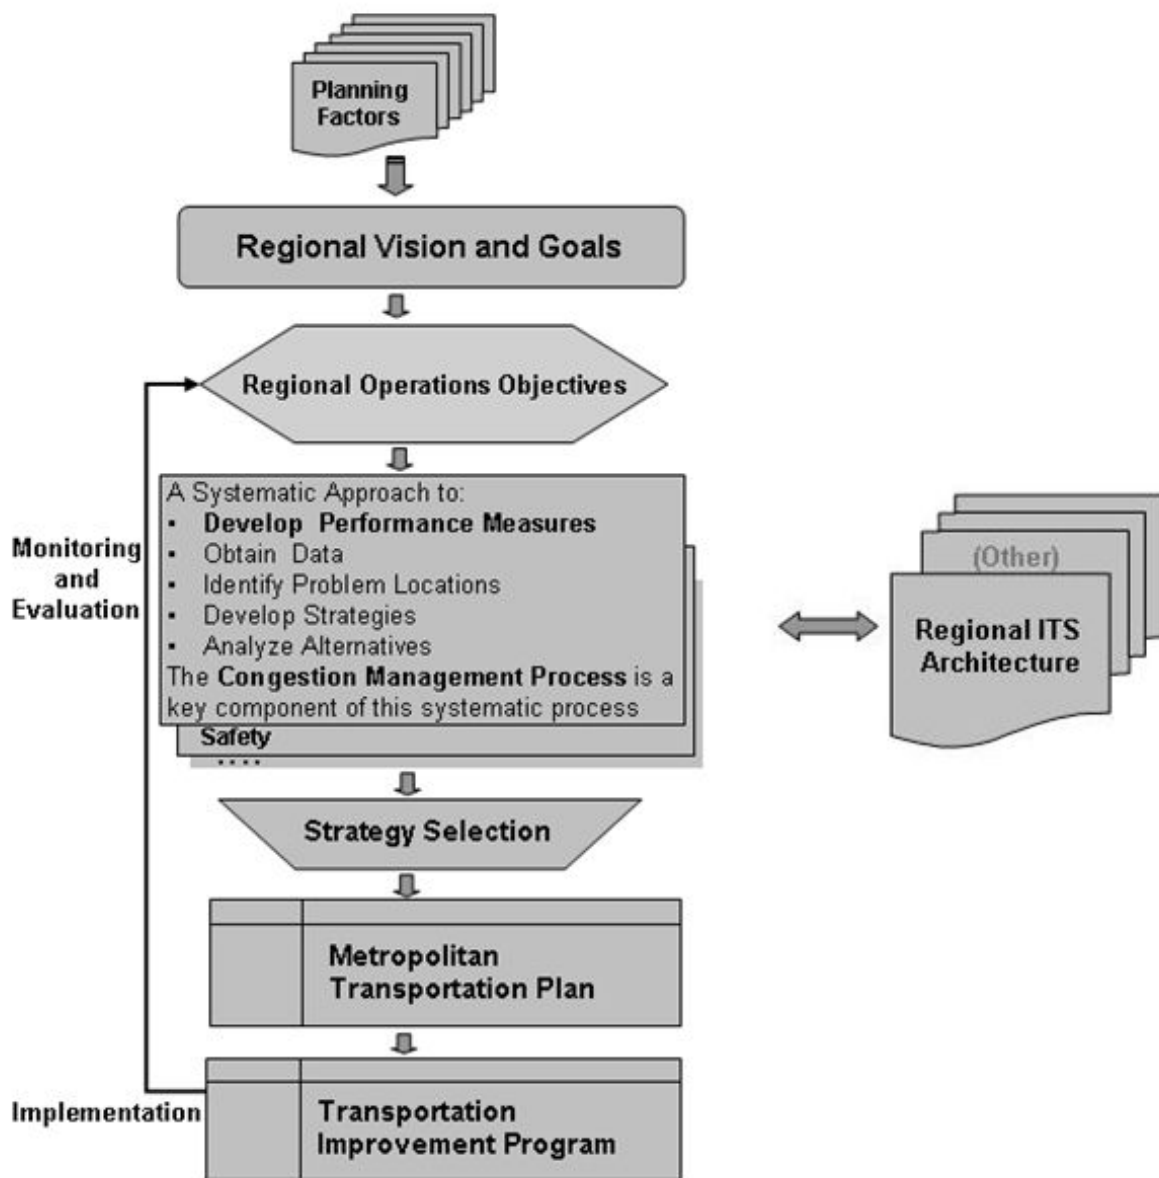 Planning
Factors
Regional Vision and Goals
Regional Operations Objectives
A Systematic Approach to:
▪ Develop Performance Measures
▪ Obtain Data
▪ Identify Problem Locations
▪ Develop Strategies
▪ Analyze Alternatives
The Congestion Management Process is a
key component of this systematic process
Safety
....
Monitoring
and
Evaluation
(Other)
Regional ITS
Architecture
Strategy Selection
Metropolitan
Transportation Plan
Implementation
Transportation
Improvement Program